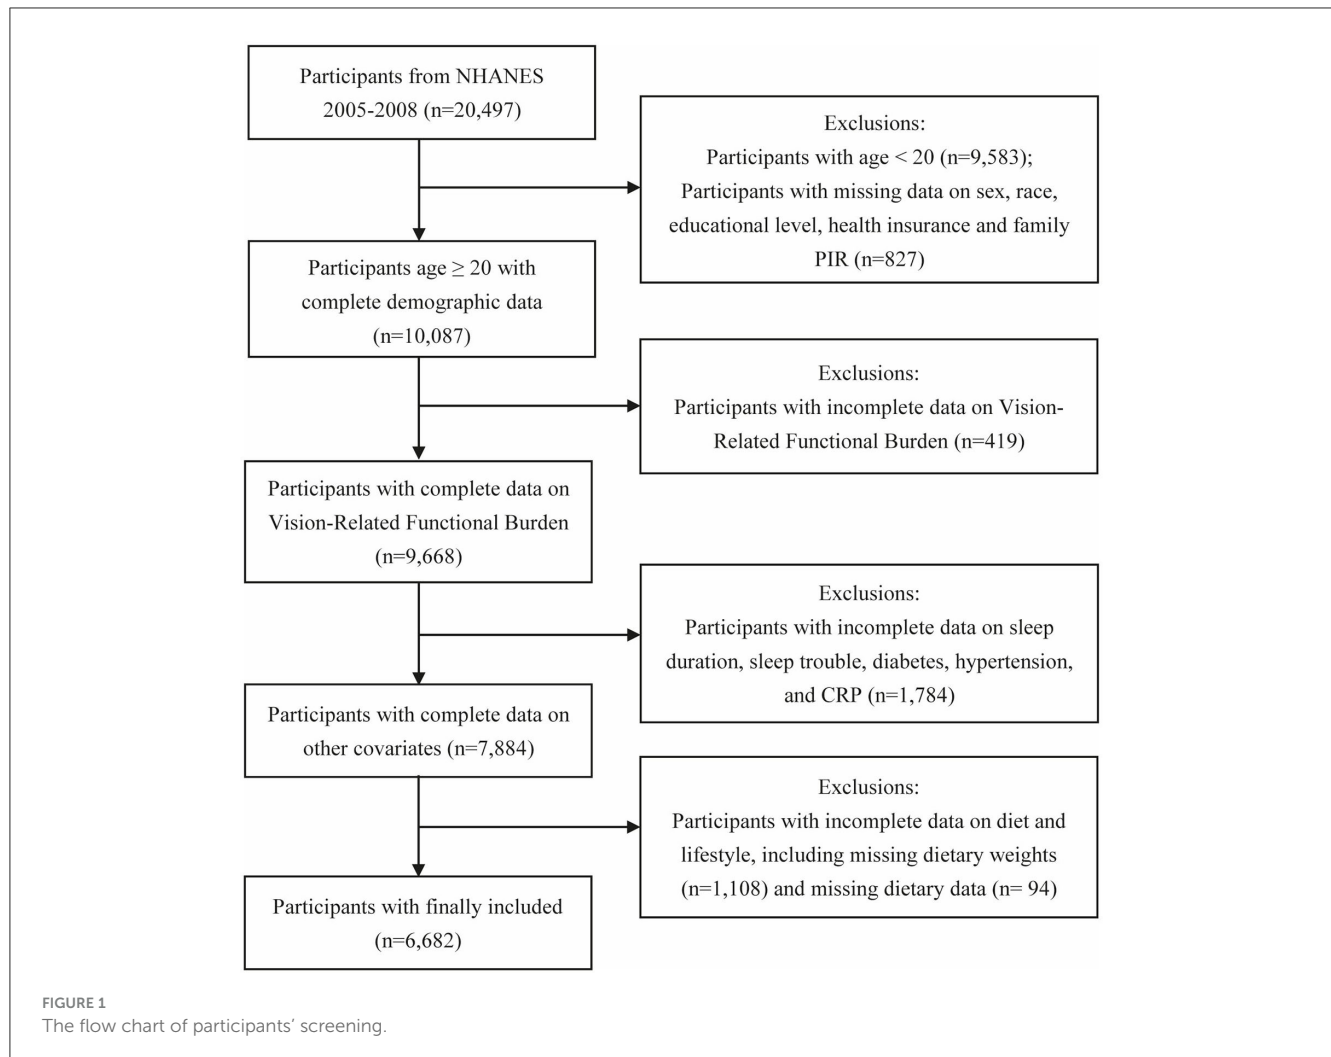 Participants from NHANES
2005-2008 (n=20,497)
Exclusions:
Participants with age < 20 (n=9,583);
Participants with missing data on sex, race,
educational level, health insurance and family
PIR (n=827)
Participants age ≥ 20 with
complete demographic data
(n=10,087)
Exclusions:
Participants with incomplete data on Vision-
Related Functional Burden (n=419)
Participants with complete data on
Vision-Related Functional Burden
(n=9,668)
Exclusions:
Participants with incomplete data on sleep
duration, sleep trouble, diabetes, hypertension,
and CRP (n=1,784)
Participants with complete data on
other covariates (n=7,884)
Exclusions:
Participants with incomplete data on diet and
lifestyle, including missing dietary weights
(n=1,108) and missing dietary data (n= 94)
Participants with finally included
(n=6,682)
FIGURE 1
The flow chart of participants' screening.